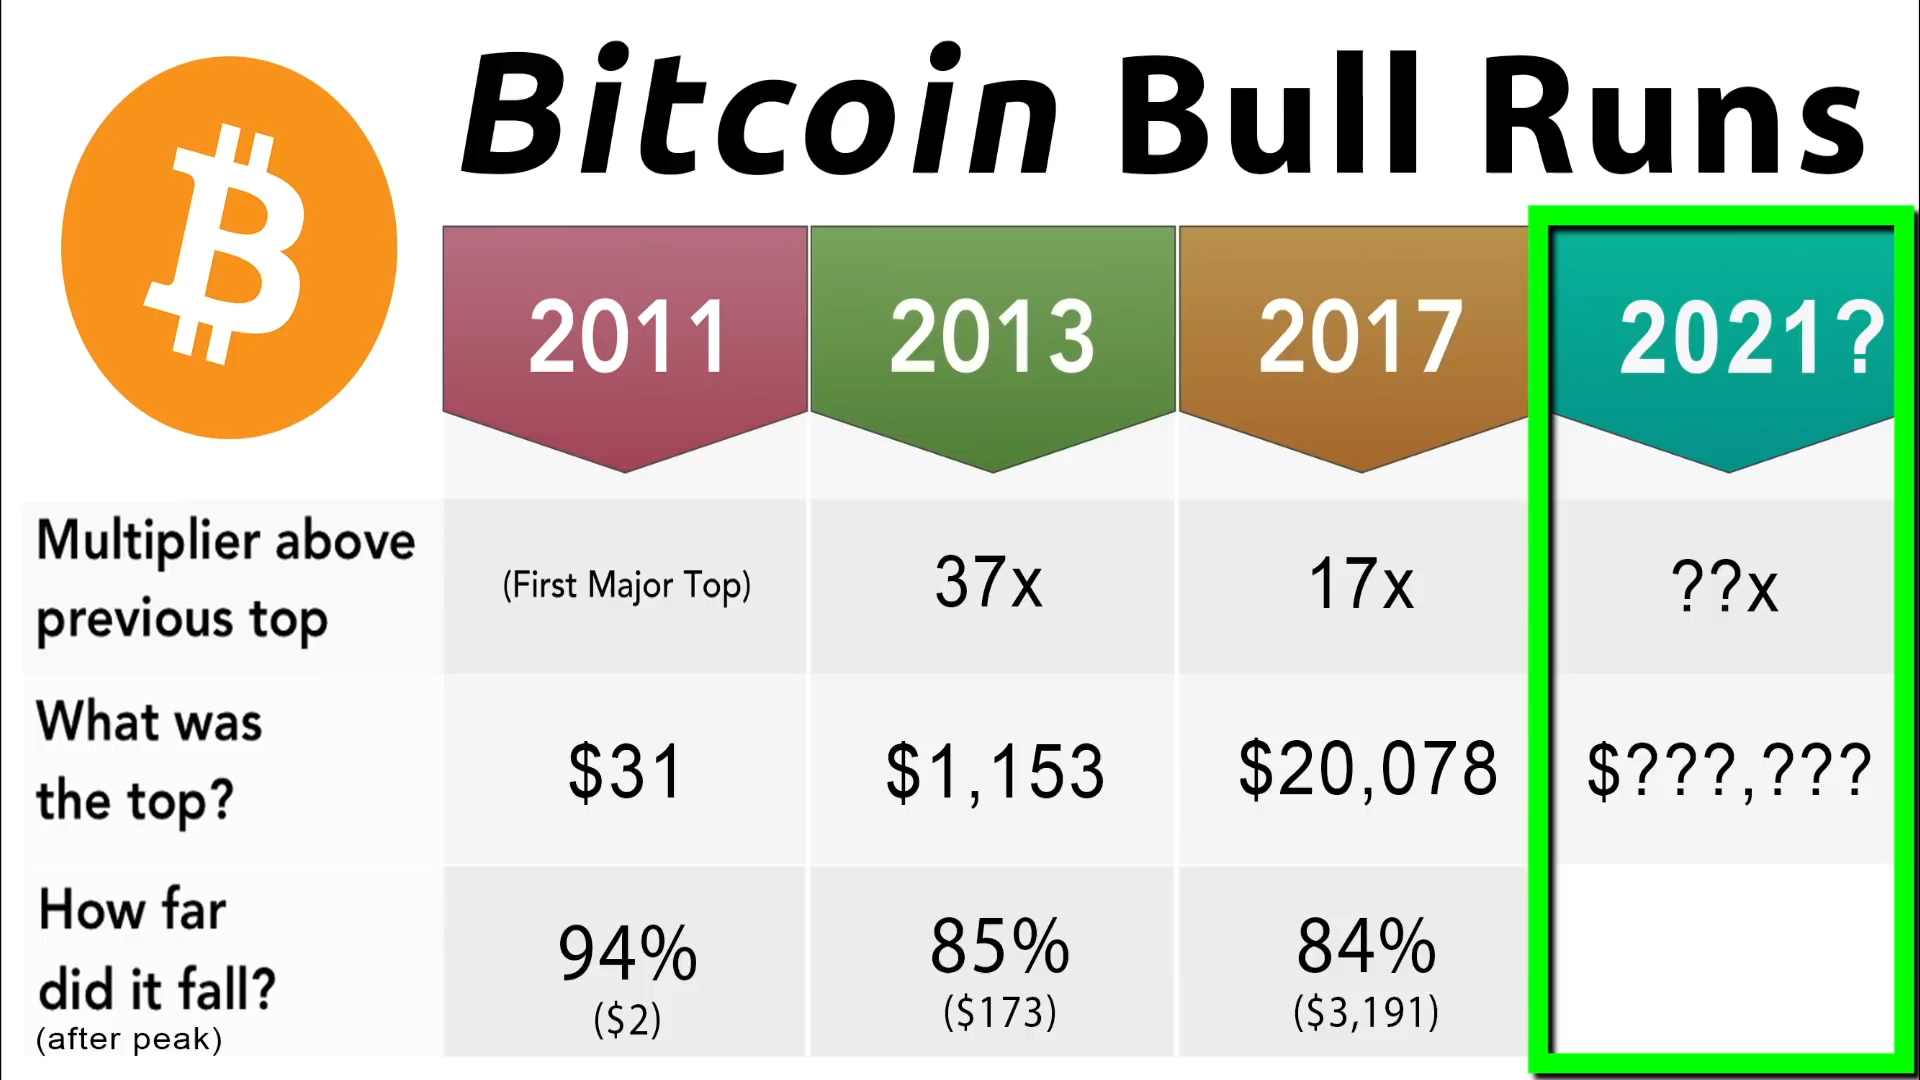 Bitcoin Bull Runs
2011 2013 2017 2021?
Multiplier above
previous top
(First Major Top) 37x 17x ??x
What was
the top?
$31 $1,153 $20,078 $???,???
How far
did it fall?
(after peak)
94% 85% 84%
($2) ($173) ($3,191)